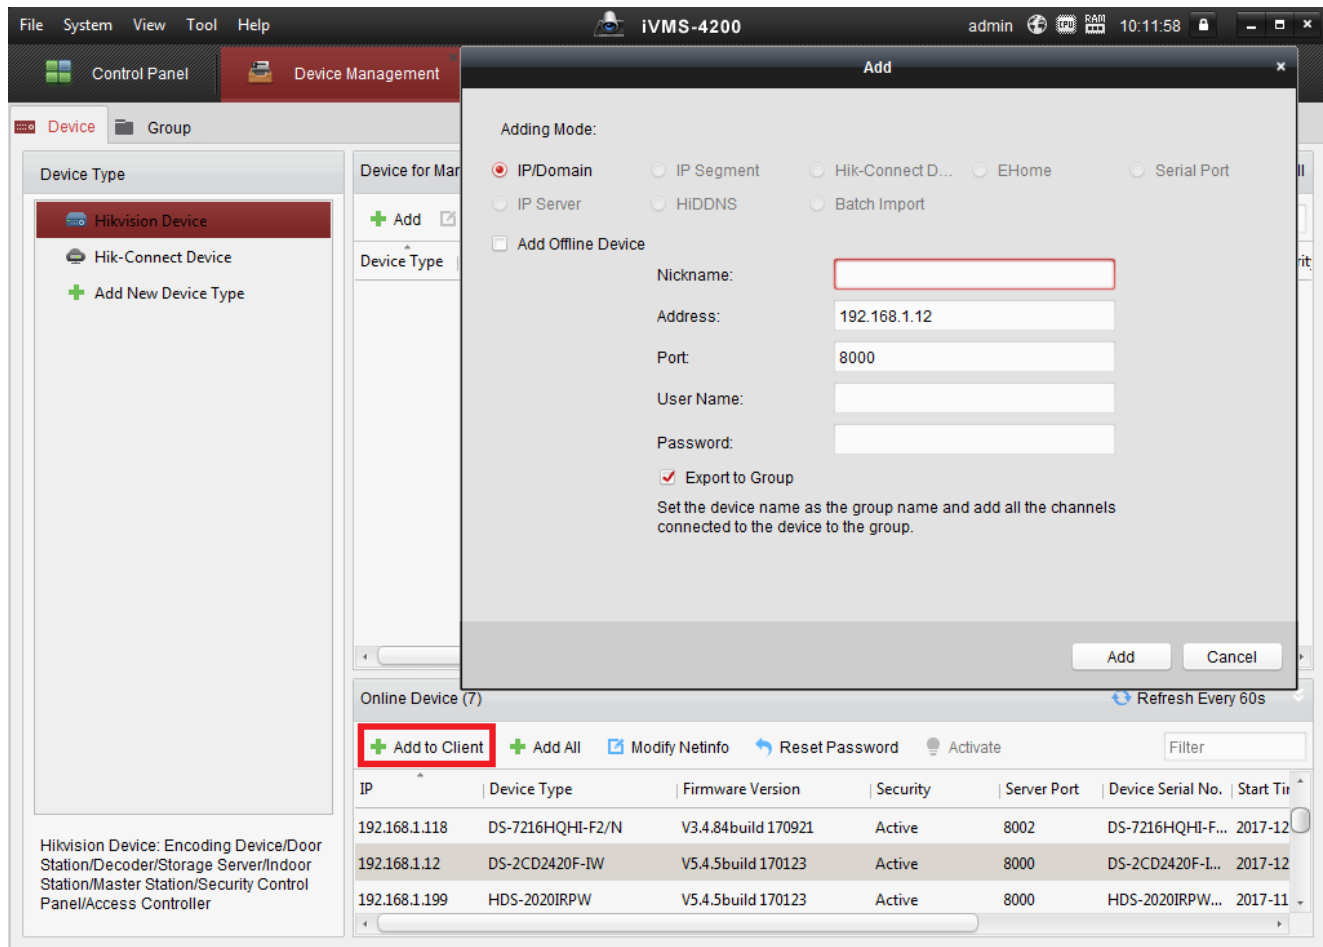 File System View Tool Help iVMS-4200 admin CPU RAM 10:11:58
Control Panel Device Management
Add
Device Group
Adding Mode:
Device Type
Device for Mar
IP/Domain IP Segment Hik-Connect D... EHome Serial Port
IP Server HiDDNS Batch Import
Hikvision Device
Hik-Connect Device
Add New Device Type
Add
Device Type
Add Offline Device
Nickname:
Address: 192.168.1.12
Port: 8000
User Name:
Password:
Export to Group
Set the device name as the group name and add all the channels
connected to the device to the group.
Add Cancel
Online Device (7) Refresh Every 60s
Add to Client Add All Modify Netinfo Reset Password Activate Filter
IP Device Type Firmware Version Security Server Port Device Serial No. Start Tir
192.168.1.118 DS-7216HQHI-F2/N V3.4.84build 170921 Active 8002 DS-7216HQHI-F... 2017-12
192.168.1.12 DS-2CD2420F-IW V5.4.5build 170123 Active 8000 DS-2CD2420F-I... 2017-12
192.168.1.199 HDS-2020IRPW V5.4.5build 170123 Active 8000 HDS-2020IRPW... 2017-11
Hikvision Device: Encoding Device/Door
Station/Decoder/Storage Server/Indoor
Station/Master Station/Security Control
Panel/Access Controller